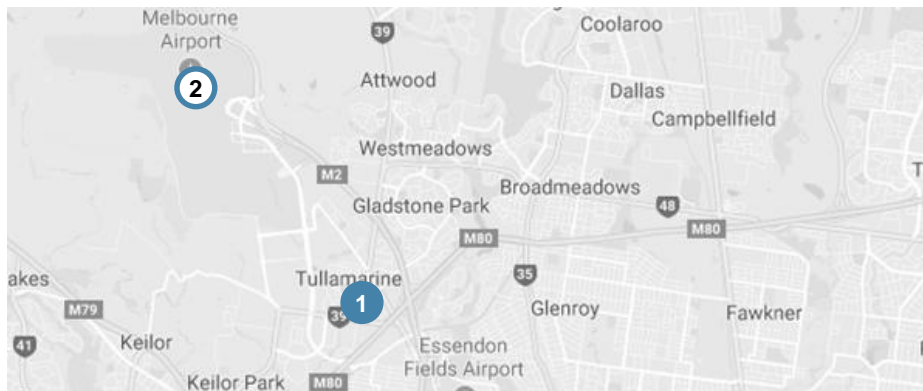 Melbourne
Airport
39
Coolaroo
2
Attwood
Dallas
Campbellfield
Westmeadows
M2
Broadmeadows
Gladstone Park
48
M80
M80
akes
Tullamarine
35
1
M79
39
Glenroy
Fawkner
41
Keilor
Essendon
Fields Airport
Keilor Park
M80